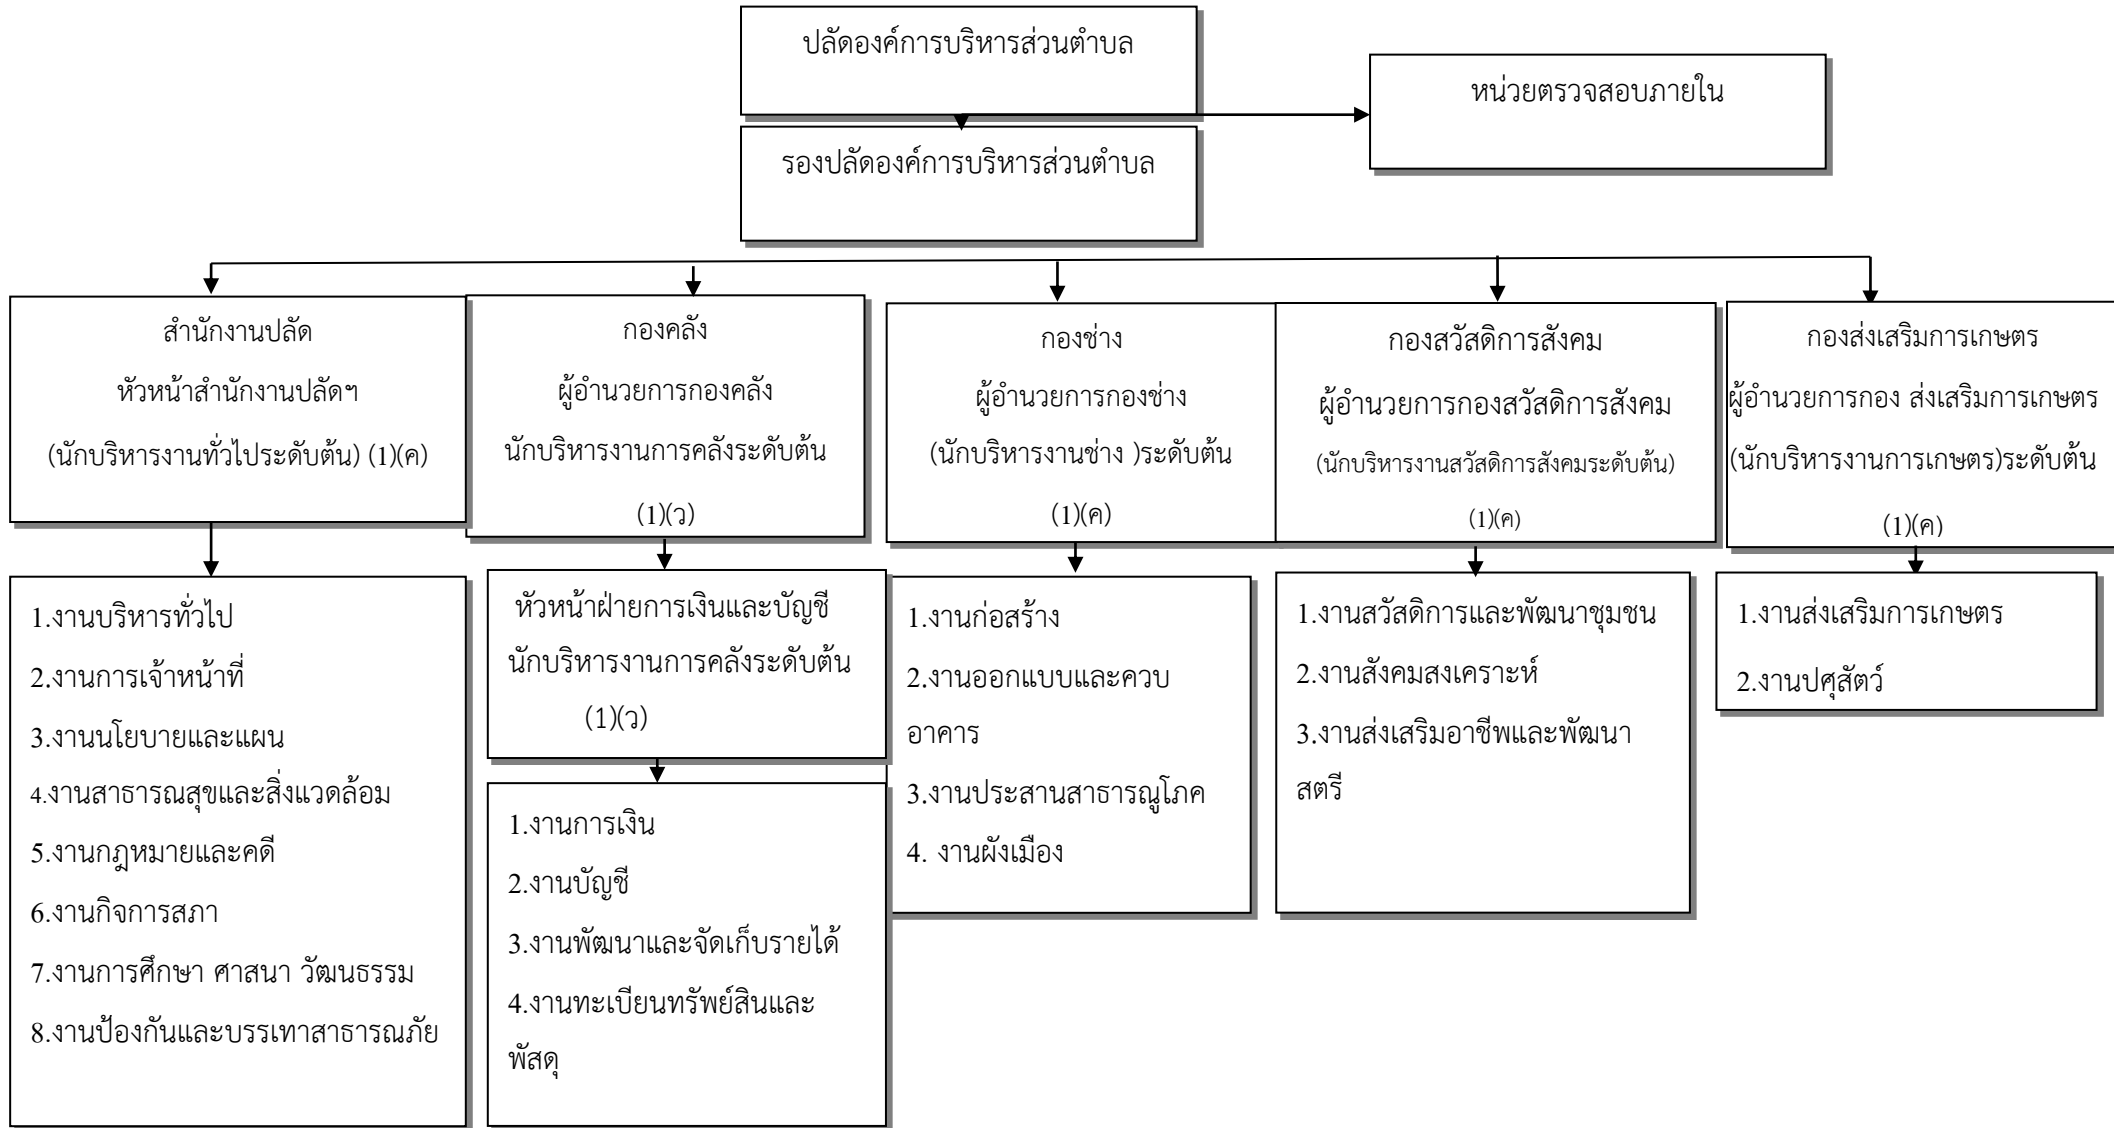 ปลัดองค์การบริหารส่วนตำบล
หน่วยตรวจสอบภายใน
รองปลัดองค์การบริหารส่วนตำบล
สำนักงานปลัด
หัวหน้าสำนักงานปลัดฯ
(นักบริหารงานทั่วไประดับต้น) (1)(ค)
กองคลัง
ผู้อำนวยการกองคลัง
นักบริหารงานการคลังระดับต้น
(1)(ว)
กองช่าง
ผู้อำนวยการกองช่าง
(นักบริหารงานช่าง )ระดับต้น
(1)(ค)
กองสวัสดิการสังคม
ผู้อำนวยการกองสวัสดิการสังคม
(นักบริหารงานสวัสดิการสังคมระดับต้น)
(1)(ค)
กองส่งเสริมการเกษตร
ผู้อำนวยการกอง ส่งเสริมการเกษตร
(นักบริหารงานการเกษตร)ระดับต้น
(1)(ค)
1.งานบริหารทั่วไป
2.งานการเจ้าหน้าที่
3.งานนโยบายและแผน
4.งานสาธารณสุขและสิ่งแวดล้อม
5.งานกฎหมายและคดี
6.งานกิจการสภา
7.งานการศึกษา ศาสนา วัฒนธรรม
8.งานป้องกันและบรรเทาสาธารณภัย
หัวหน้าฝ่ายการเงินและบัญชี
นักบริหารงานการคลังระดับต้น
(1)(ว)
1.งานการเงิน
2.งานบัญชี
3.งานพัฒนาและจัดเก็บรายได้
4.งานทะเบียนทรัพย์สินและ
พัสดุ
1.งานก่อสร้าง
2.งานออกแบบและควบ
อาคาร
3.งานประสานสาธารณูโภค
4. งานผังเมือง
1.งานสวัสดิการและพัฒนาชุมชน
2.งานสังคมสงเคราะห์
3.งานส่งเสริมอาชีพและพัฒนา
สตรี
1.งานส่งเสริมการเกษตร
2.งานปศุสัตว์